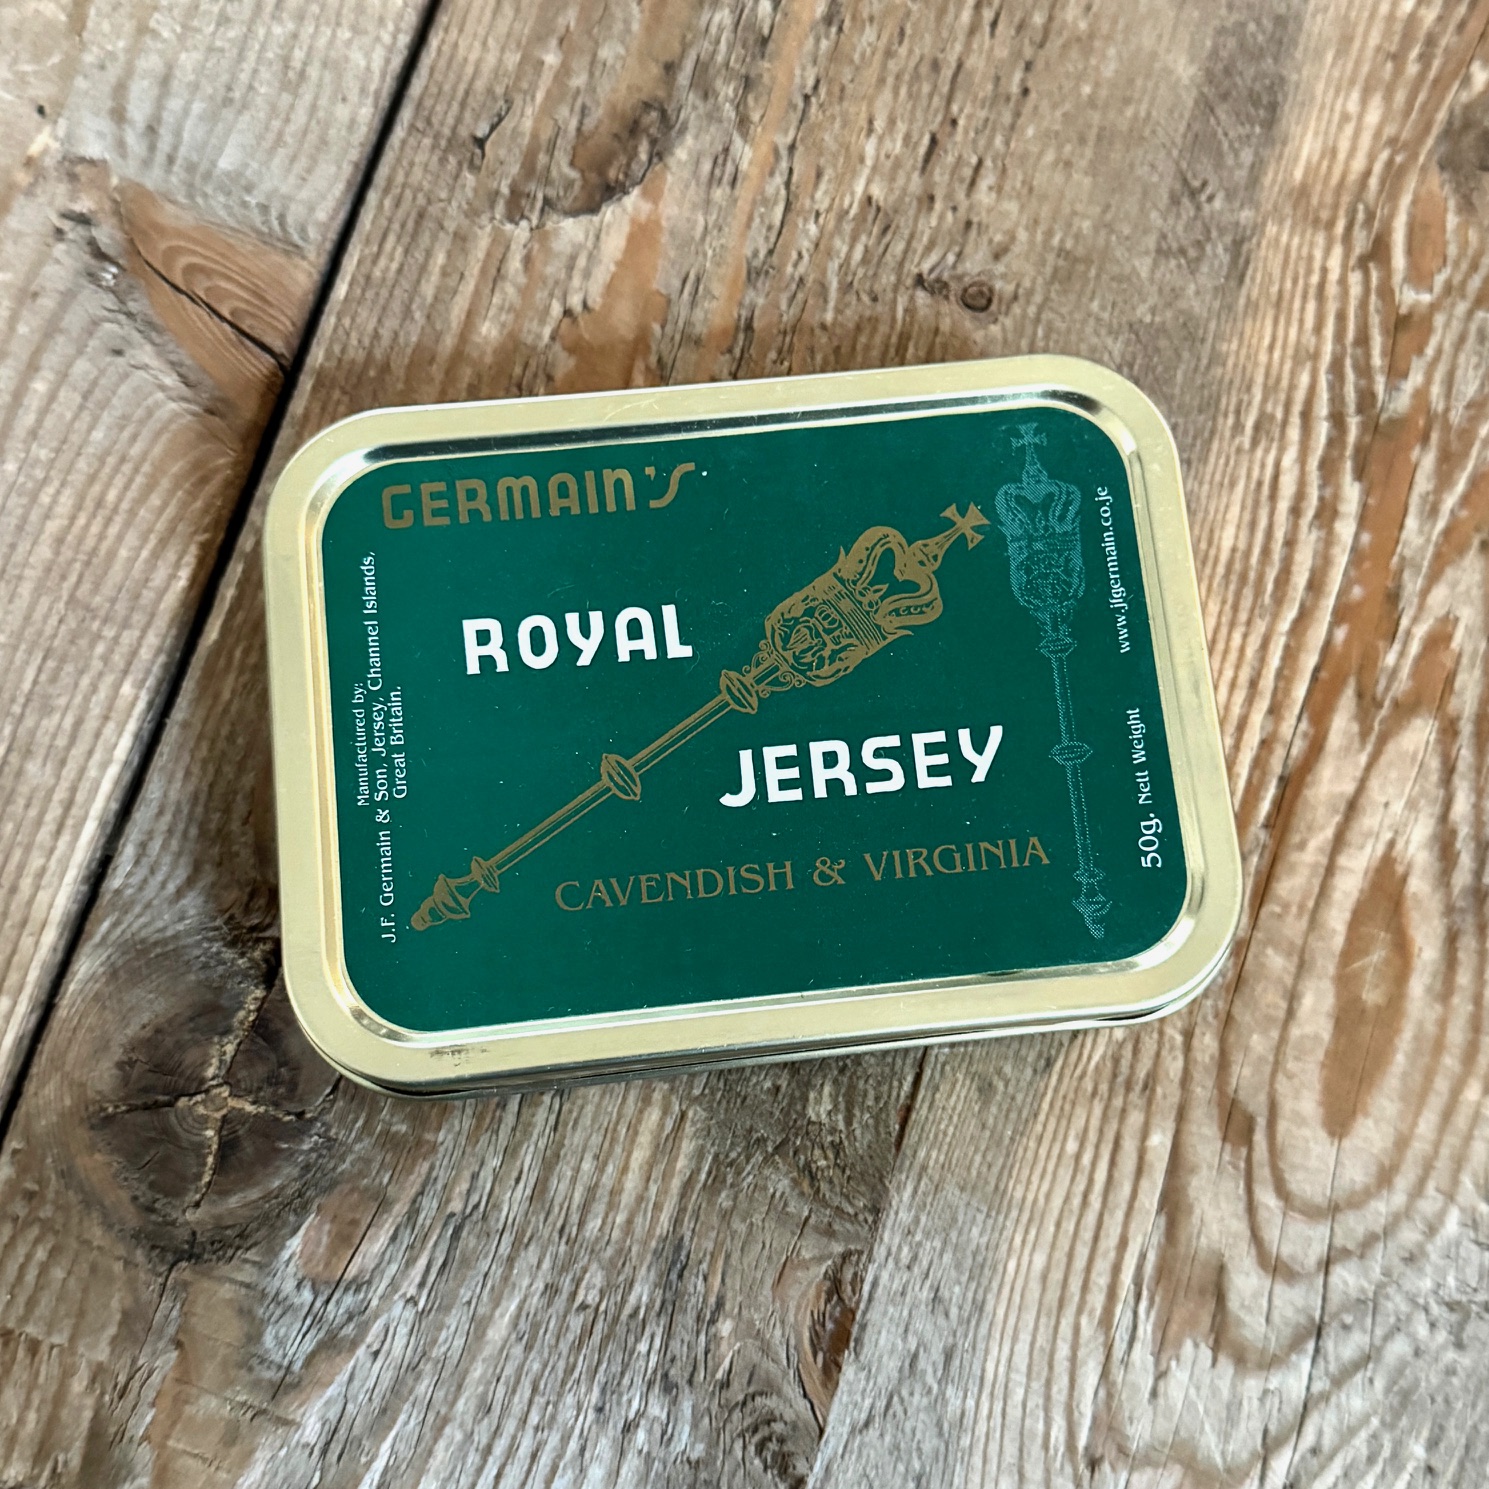 GERMAIN'S
ROYAL
JERSEY
CAVENDISH & VIRGINIA
Manufactured by:
J.F. Germain & Son, Jersey, Channel Islands,
Great Britain.
50g. Nett Weight
www.jfgermain.co.je